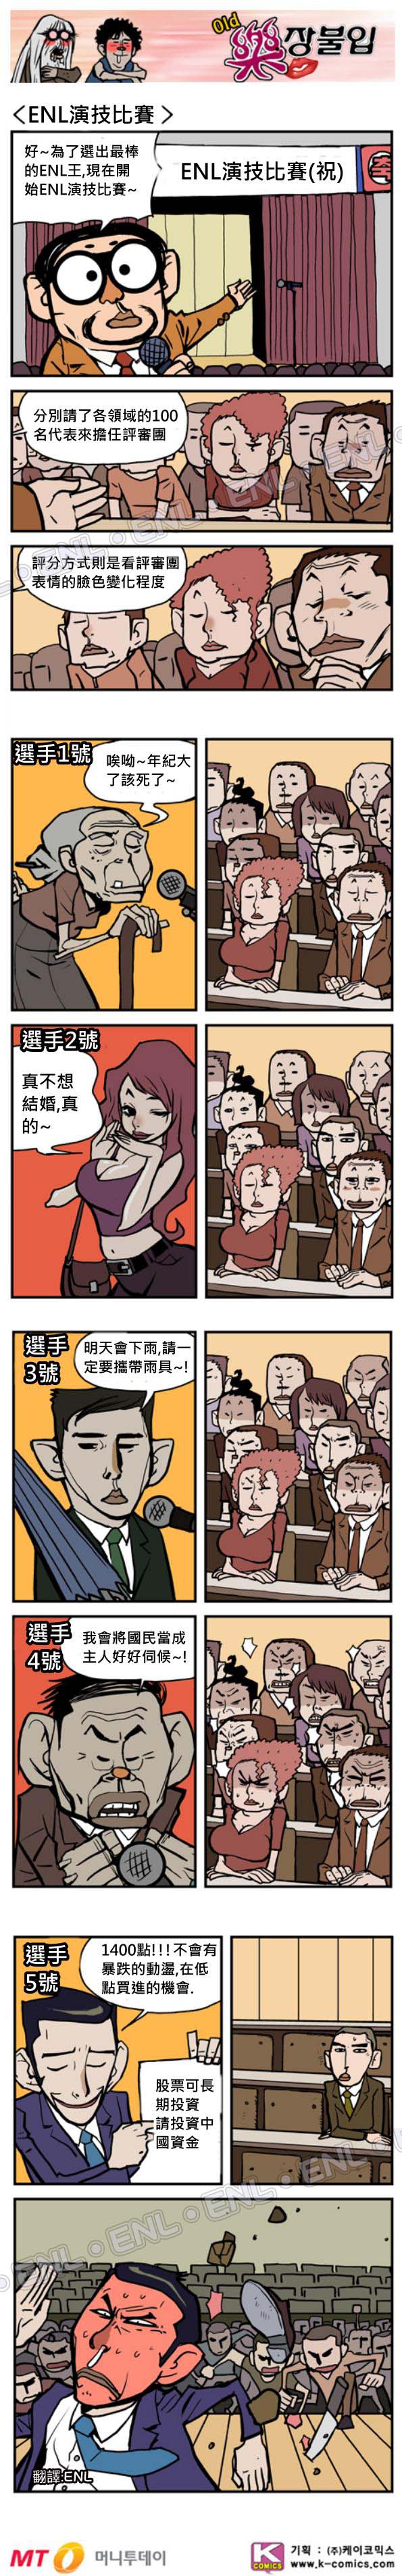 Old 樂장불입
<ENL演技比賽>
好~為了選出最棒
的ENL王,現在開
始ENL演技比賽~
ENL演技比賽(祝)
祝
分別請了各領域的100
名代表來擔任評審團
評分方式則是看評審團
表情的臉色變化程度
選手1號
唉呦~年紀大
了該死了~
選手2號
真不想
結婚,真
的~
選手
3號
明天會下雨,請一
定要攜帶雨具~!
選手
4號
我會將國民當成
主人好好伺候~!
選手
5號
1400點!!!不會有
暴跌的動盪,在低
點買進的機會.
股票可長
期投資
請投資中
國資金
翻譯:ENL
MT 머니투데이
K COMICS
기획 : (주)케이코믹스
www.k-comics.com